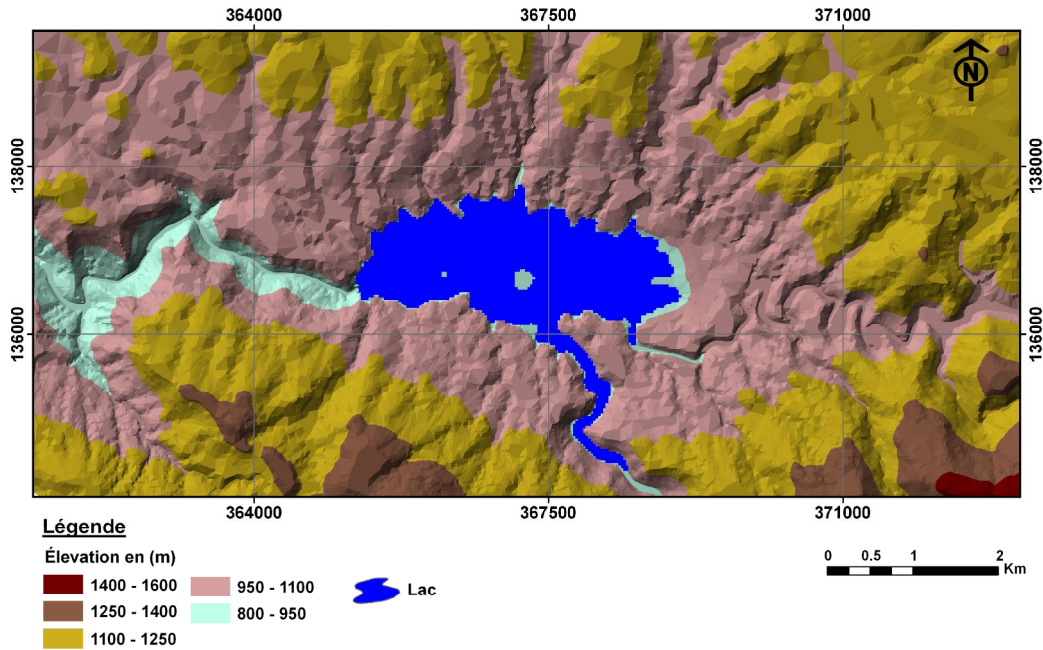 364000 367500 371000
N
138000 138000
136000 136000
364000 367500 371000
Légende
Élevation en (m)
1400 - 1600
1250 - 1400
1100 - 1250
950 - 1100
800 - 950
Lac
0 0.5 1 2
Km